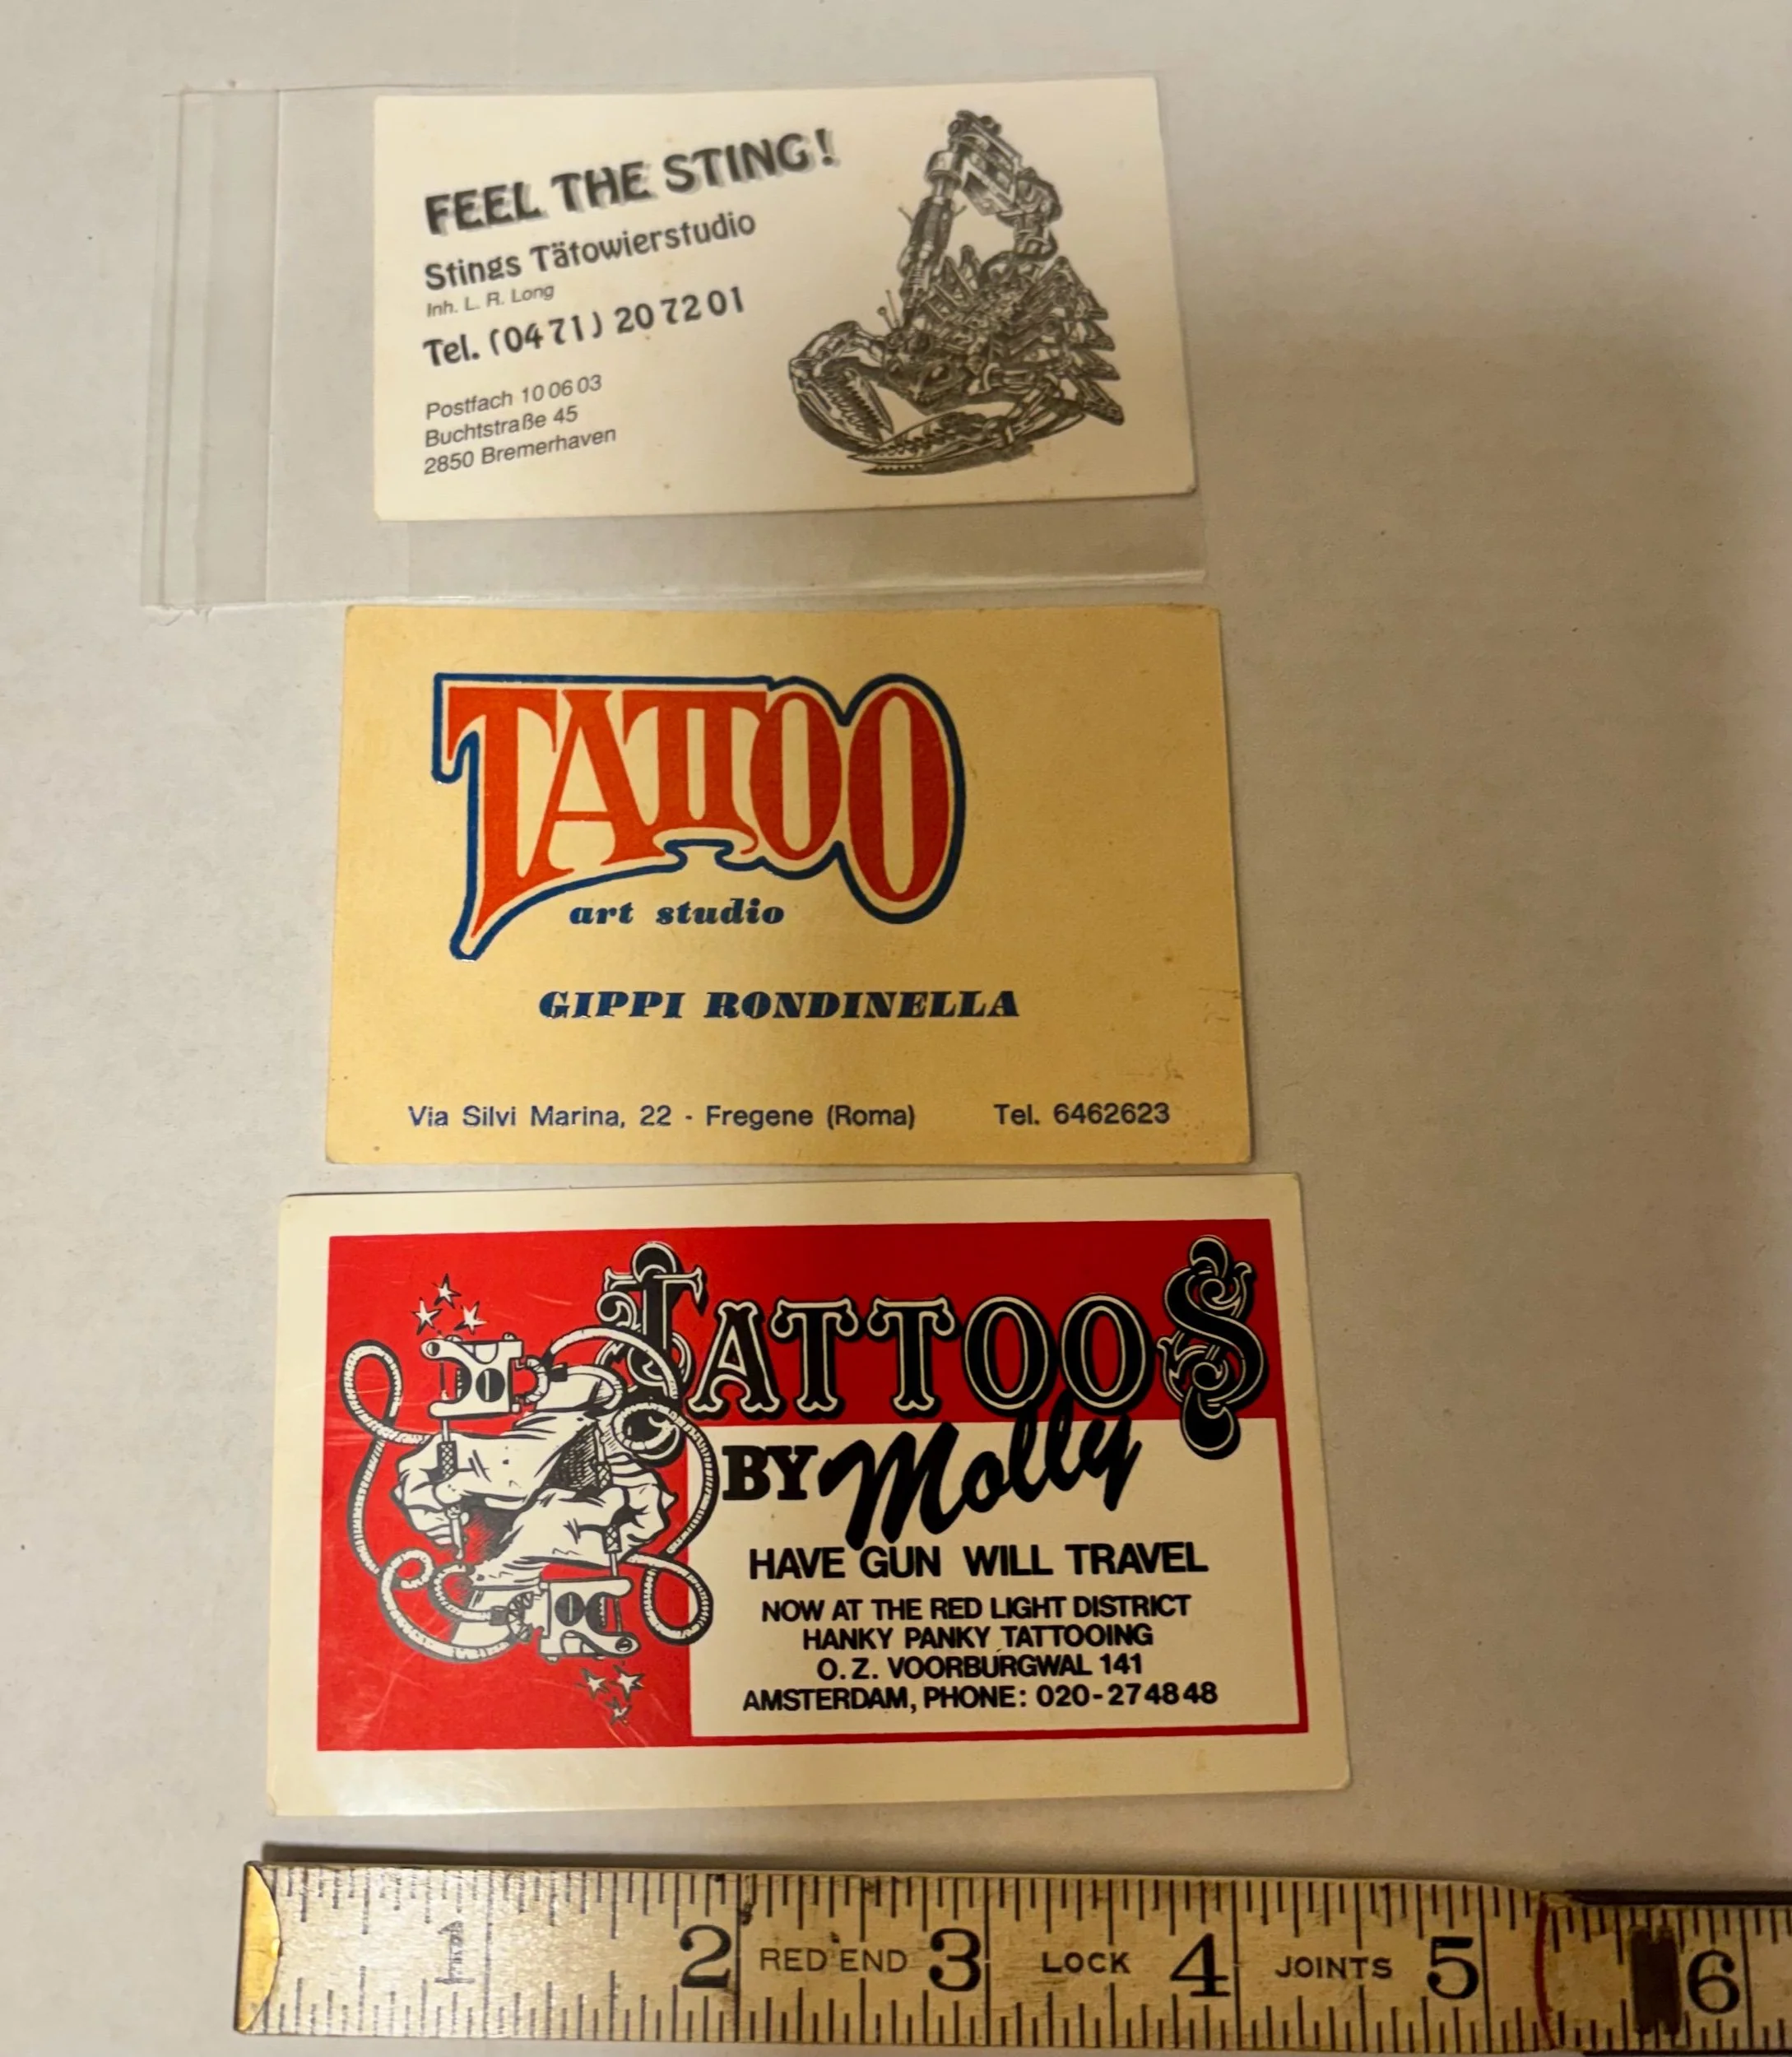 FEEL THE STING!
Stings Tätowierstudio
Inh. L. R. Long
Tel. (0471) 20 72 01
Postfach 10 06 03
Buchtstraße 45
2850 Bremerhaven
TATTOO
art studio
GIPPI RONDINELLA
Via Silvi Marina, 22 - Fregene (Roma) Tel. 6462623
TATTOOS
BY Molly
HAVE GUN WILL TRAVEL
NOW AT THE RED LIGHT DISTRICT
HANKY PANKY TATTOOING
O.Z. VOORBURGWAL 141
AMSTERDAM, PHONE: 020-274848
1 2 RED END 3 LOCK 4 JOINTS 5 6